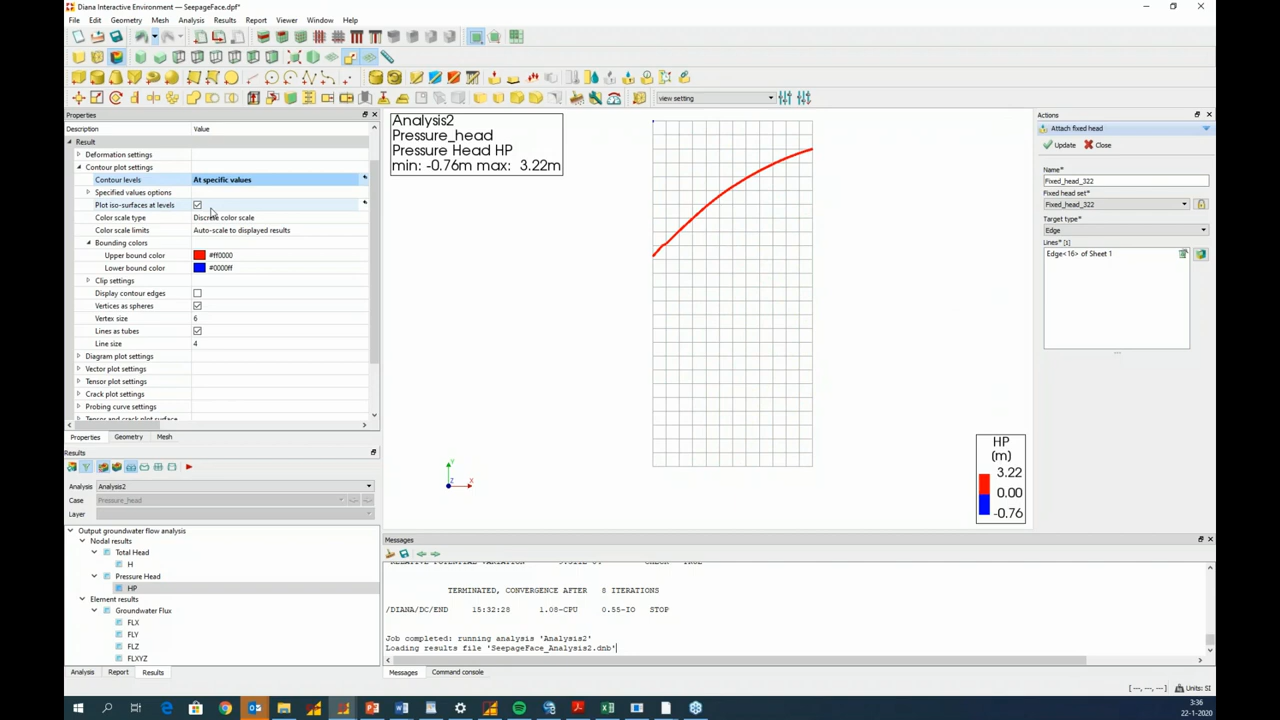 Diana Interactive Environment — SeepageFace.dpf*
File Edit Geometry Mesh Analysis Results Report Viewer Window Help
view setting
Properties
Description Value
Result
Deformation settings
Contour plot settings
Contour levels At specific values
Specified values options
Plot iso-surfaces at levels
Color scale type Discrete color scale
Color scale limits Auto-scale to displayed results
Bounding colors
Upper bound color #ff0000
Lower bound color #0000ff
Clip settings
Display contour edges
Vertices as spheres
Vertex size 6
Lines as tubes
Line size 4
Diagram plot settings
Vector plot settings
Tensor plot settings
Crack plot settings
Probing curve settings
Tensor and crack plot surface
Properties Geometry Mesh
Results
Analysis Analysis2
Case Pressure_head
Layer
Output groundwater flow analysis
Nodal results
Total Head
H
Pressure Head
HP
Element results
Groundwater Flux
FLX
FLY
FLZ
FLXYZ
Analysis Report Results
Analysis2
Pressure_head
Pressure Head HP
min: -0.76m max: 3.22m
Y
Z
X
HP
(m)
3.22
0.00
-0.76
Actions
Attach fixed head
Update Close
Name*
Fixed_head_322
Fixed head set*
Fixed_head_322
Target type*
Edge
Lines* [1]
Edge<16> of Sheet 1
Messages
RELATIVE POTENTIAL VARIATION CHECK TRUE
TERMINATED, CONVERGENCE AFTER 8 ITERATIONS
/DIANA/DC/END 15:32:28 1.08-CPU 0.55-IO STOP
Job completed: running analysis 'Analysis2'
Loading results file 'SeepageFace_Analysis2.dnb'
Messages Command console
[ ---, ---, --- ] Units: SI
3:36
22-1-2020